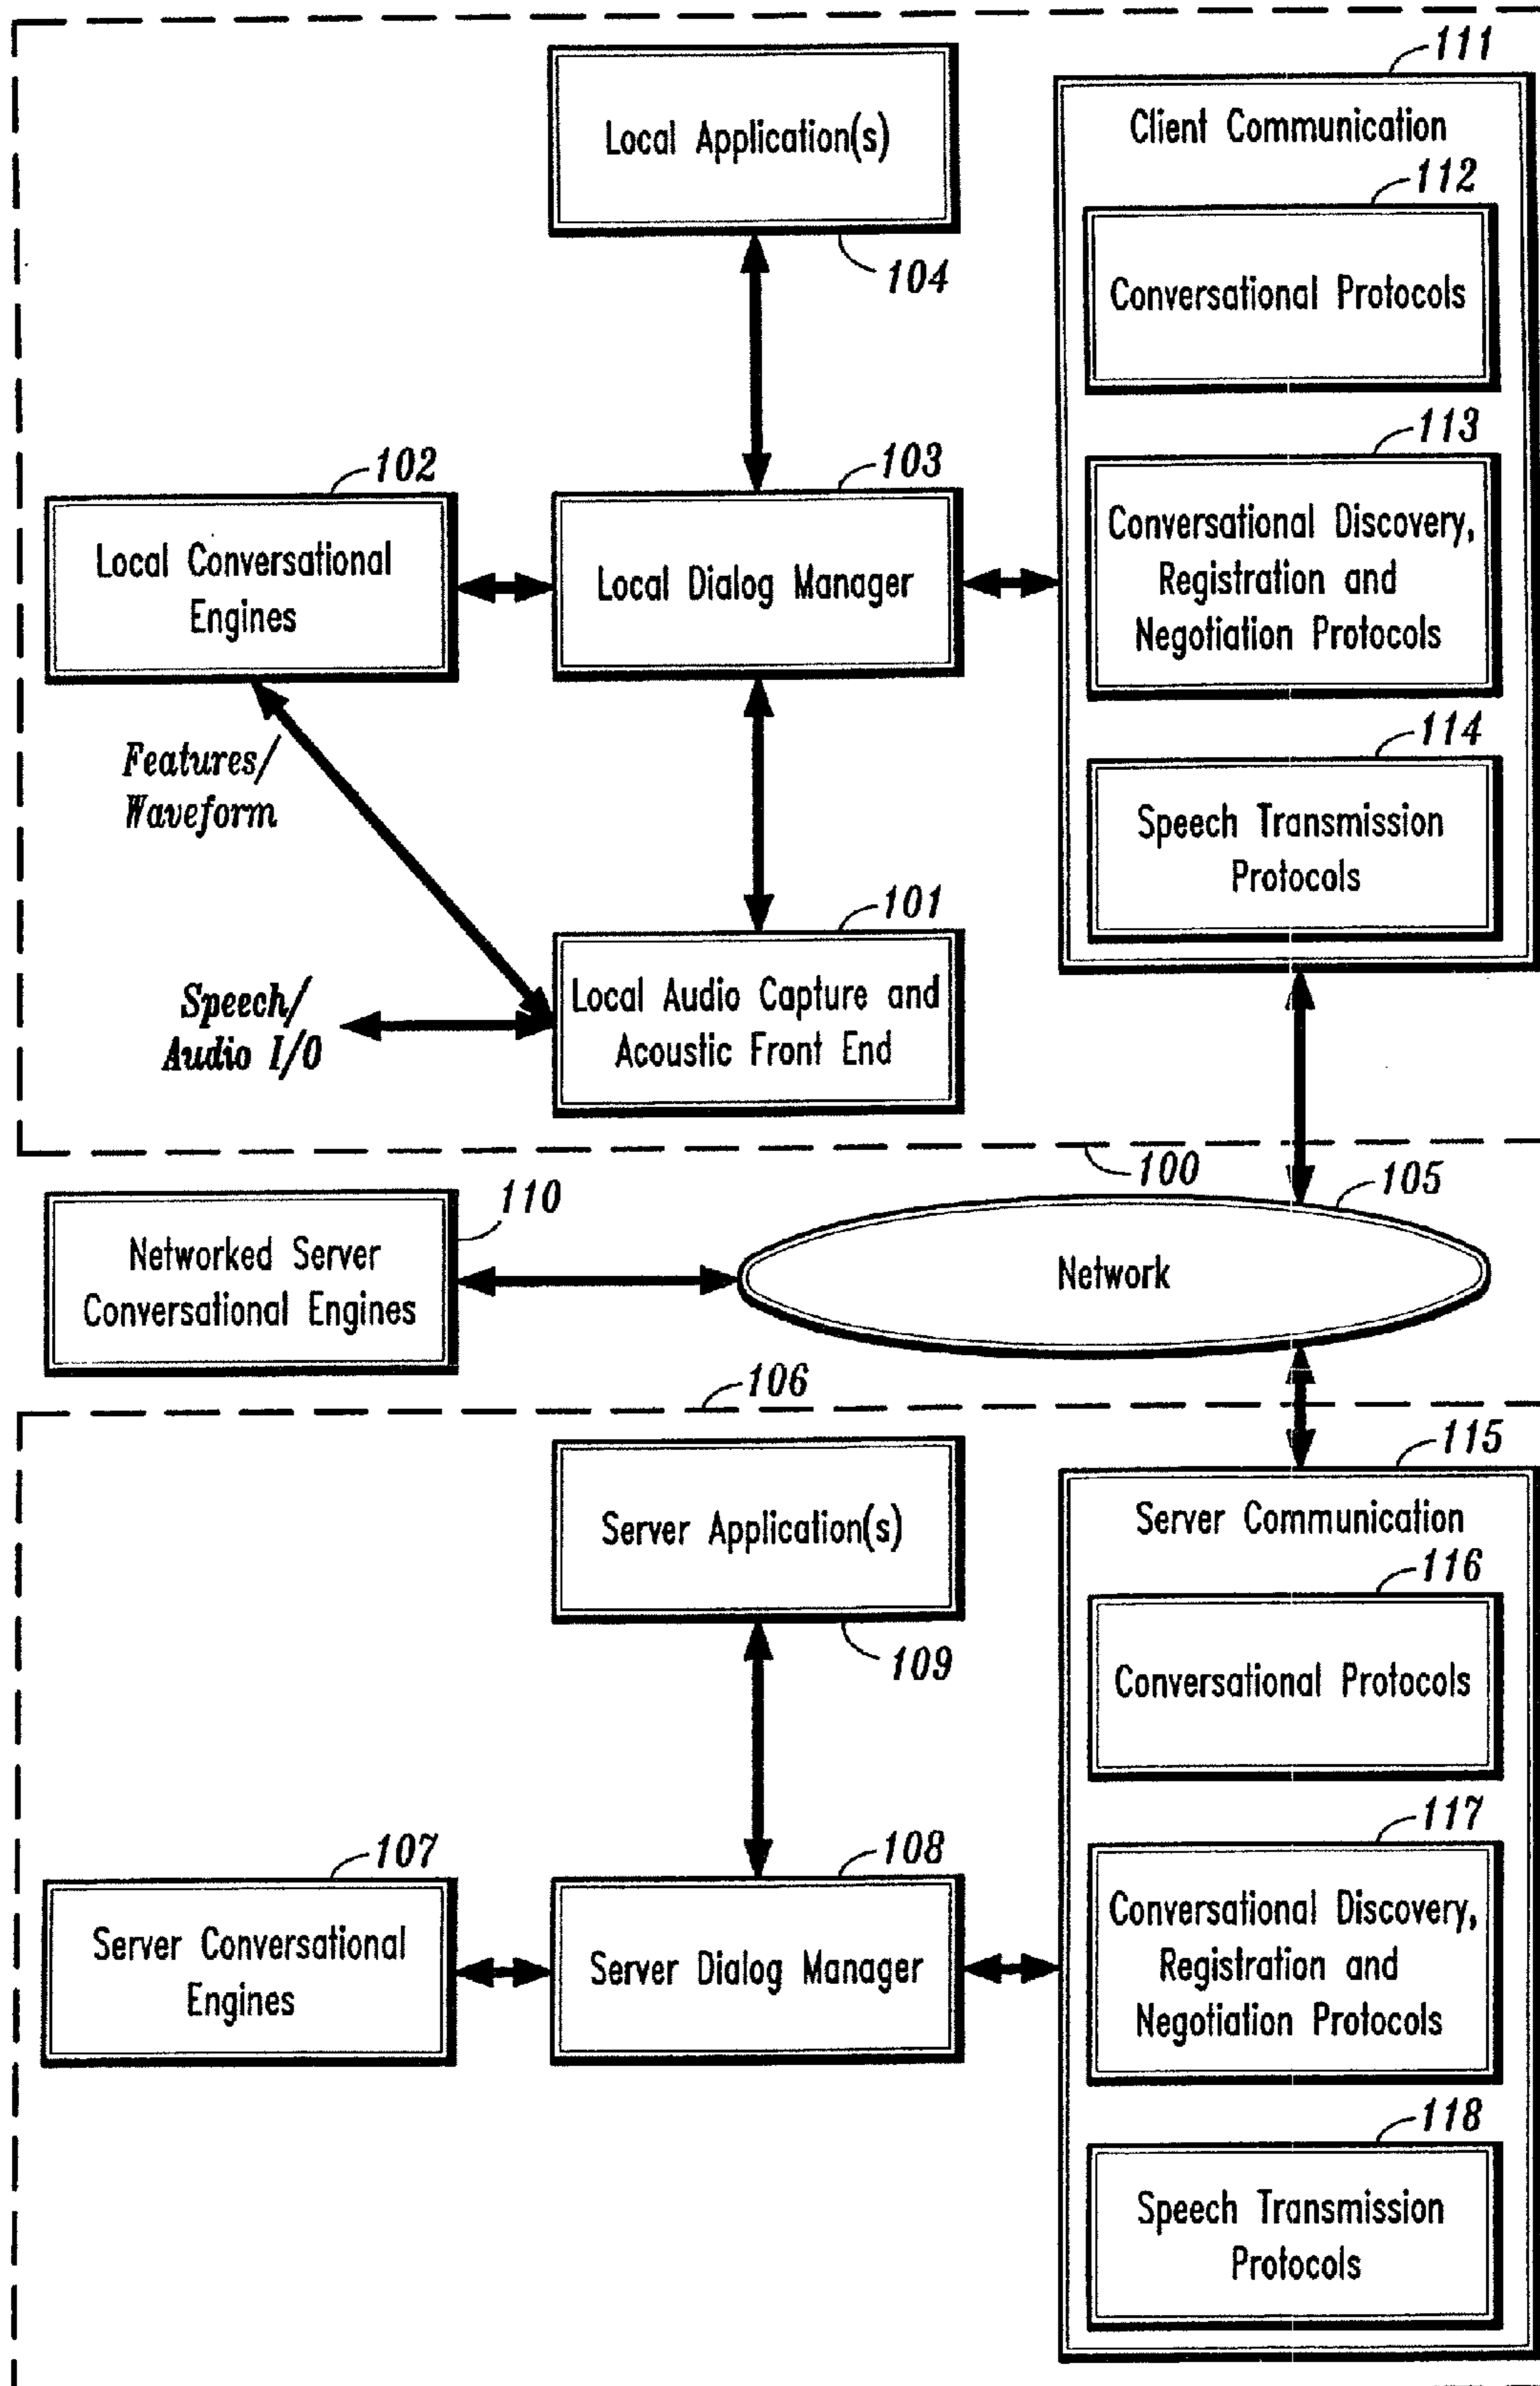 111
Local Application(s)
104
Client Communication
112
Conversational Protocols
113
Conversational Discovery,
Registration and
Negotiation Protocols
114
Speech Transmission
Protocols
102
Local Conversational
Engines
103
Local Dialog Manager
Features/
Waveform
101
Local Audio Capture and
Acoustic Front End
Speech/
Audio I/O
100
105
110
Networked Server
Conversational Engines
Network
106
Server Application(s)
109
115
Server Communication
116
Conversational Protocols
117
Conversational Discovery,
Registration and
Negotiation Protocols
118
Speech Transmission
Protocols
107
Server Conversational
Engines
108
Server Dialog Manager